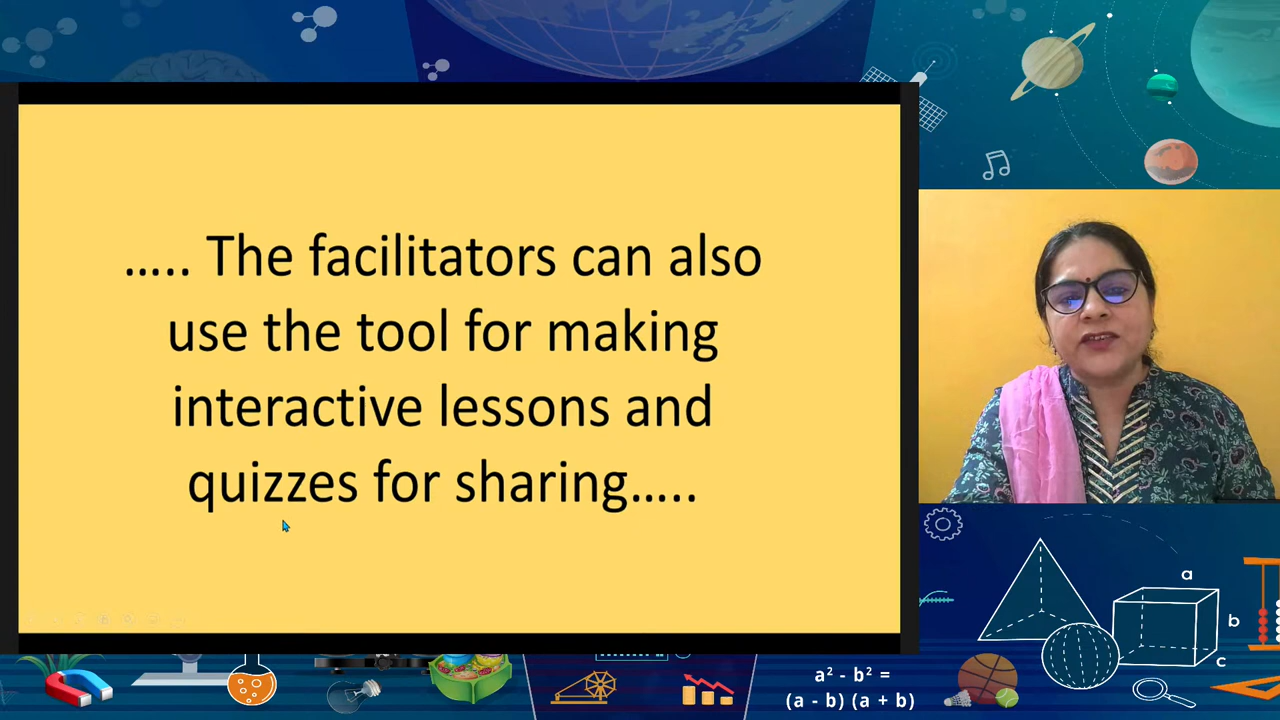 ..... The facilitators can also
use the tool for making
interactive lessons and
quizzes for sharing.....
a
b
c
a² - b² =
(a - b) (a + b)